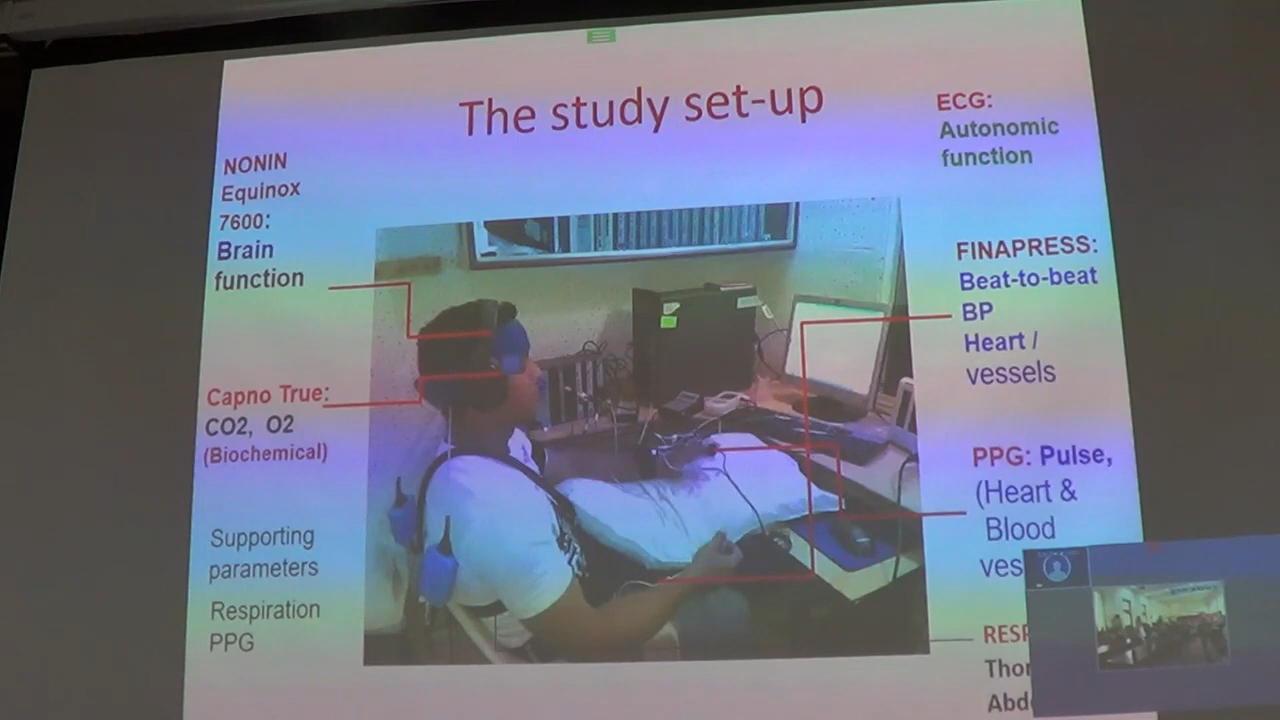 The study set-up
NONIN
Equinox
7600:
Brain
function
Capno True:
CO2, O2
(Biochemical)
Supporting
parameters
Respiration
PPG
ECG:
Autonomic
function
FINAPRESS:
Beat-to-beat
BP
Heart /
vessels
PPG: Pulse,
(Heart &
Blood